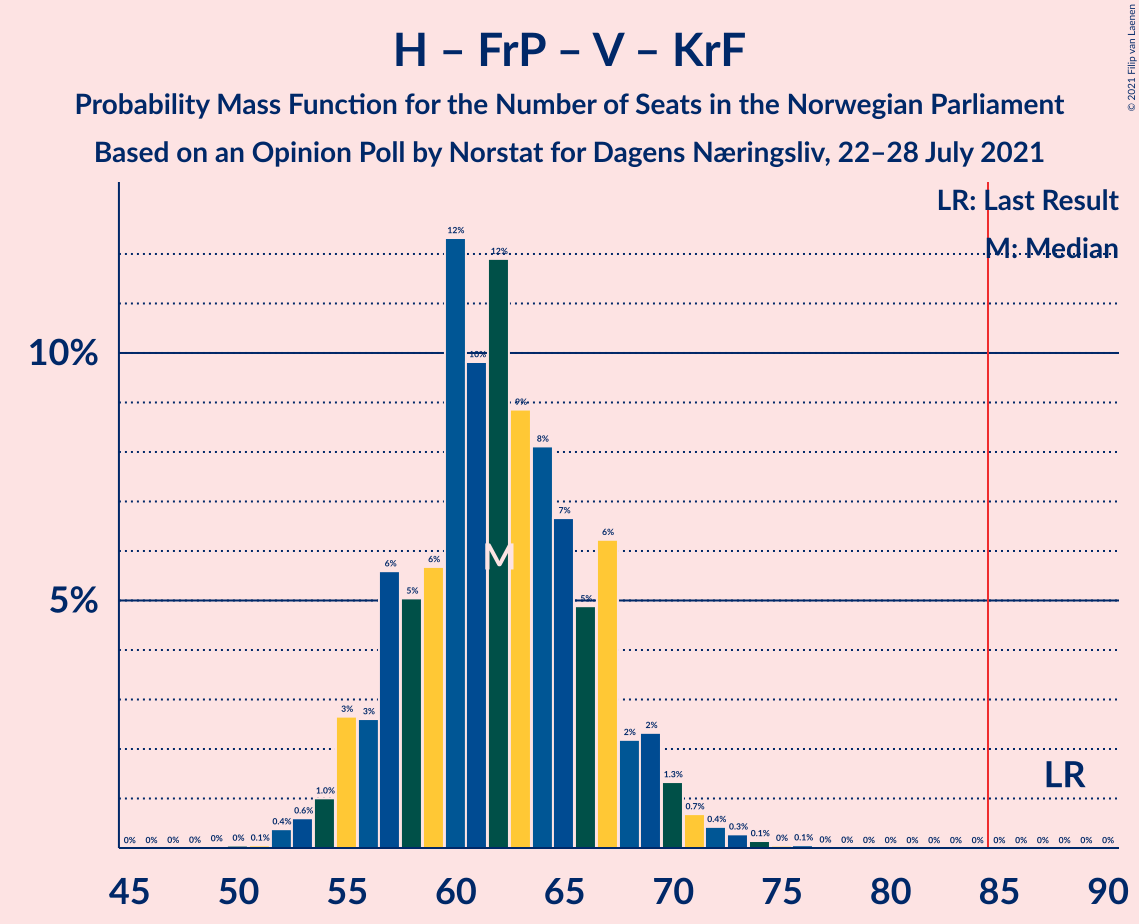 H – FrP – V – KrF
Probability Mass Function for the Number of Seats in the Norwegian Parliament
Based on an Opinion Poll by Norstat for Dagens Næringsliv, 22–28 July 2021
© 2021 Filip van Laenen
LR: Last Result
M: Median
10%
5%
0% 0% 0% 0% 0% 0% 0.1% 0.4% 0.6% 1.0% 3% 3% 6% 5% 6% 12% 10% 12% 9% 8% 7% 5% 6% 2% 2% 1.3% 0.7% 0.4% 0.3% 0.1% 0% 0.1% 0% 0% 0% 0% 0% 0% 0% 0% 0% 0% 0% 0% 0% 0%
M
LR
45 50 55 60 65 70 75 80 85 90